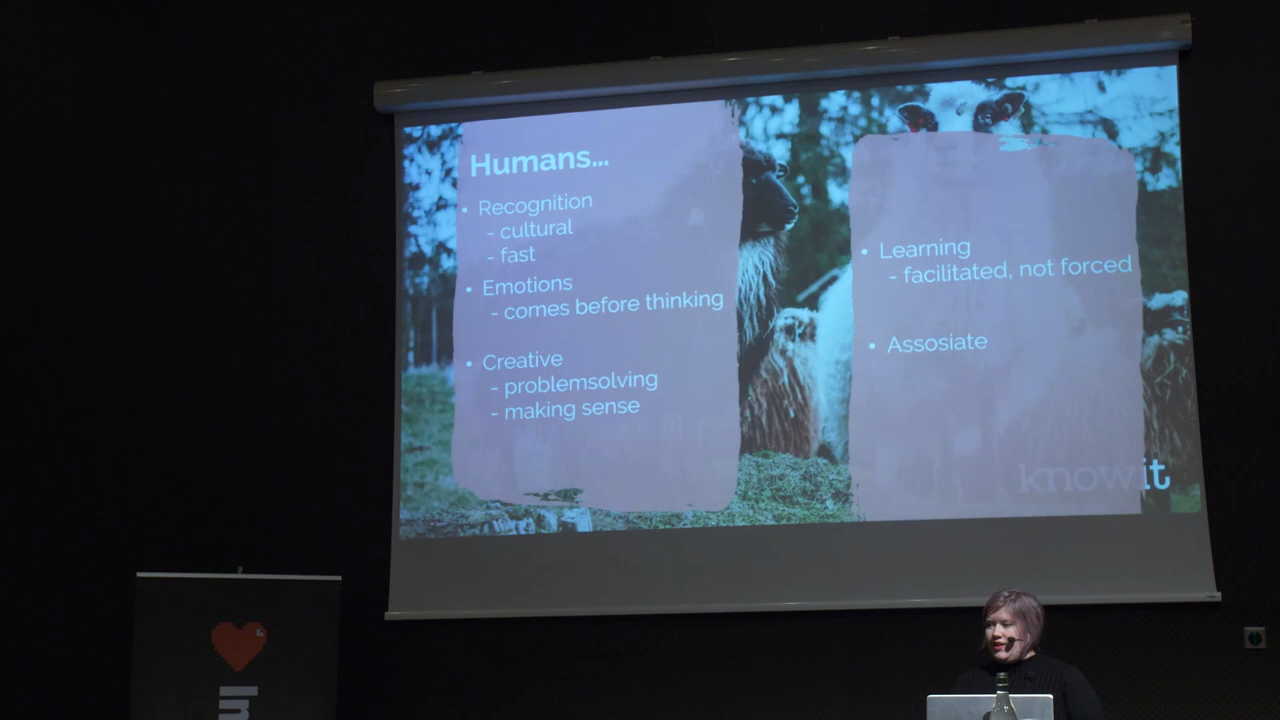 Humans...
• Recognition
- cultural
- fast
• Emotions
- comes before thinking
• Creative
- problemsolving
- making sense
• Learning
- facilitated, not forced
• Assosiate
knowit